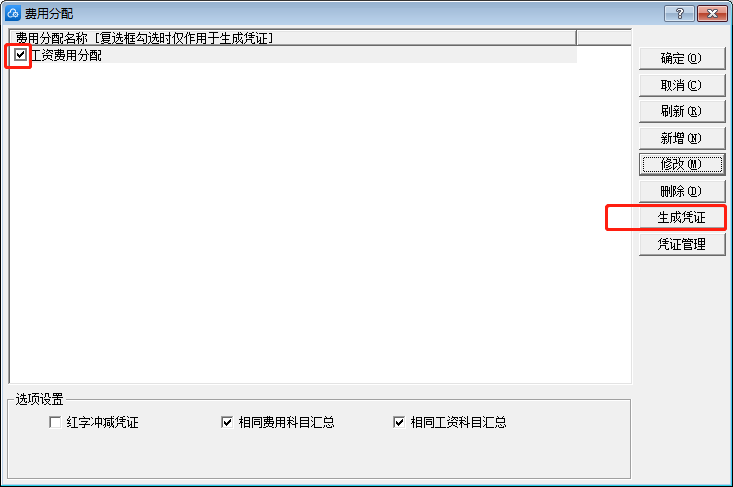 费用分配
费用分配名称 [复选框勾选时仅作用于生成凭证]
工资费用分配
确定(O)
取消(C)
刷新(R)
新增(N)
修改(M)
删除(D)
生成凭证
凭证管理
选项设置
红字冲减凭证 相同费用科目汇总 相同工资科目汇总